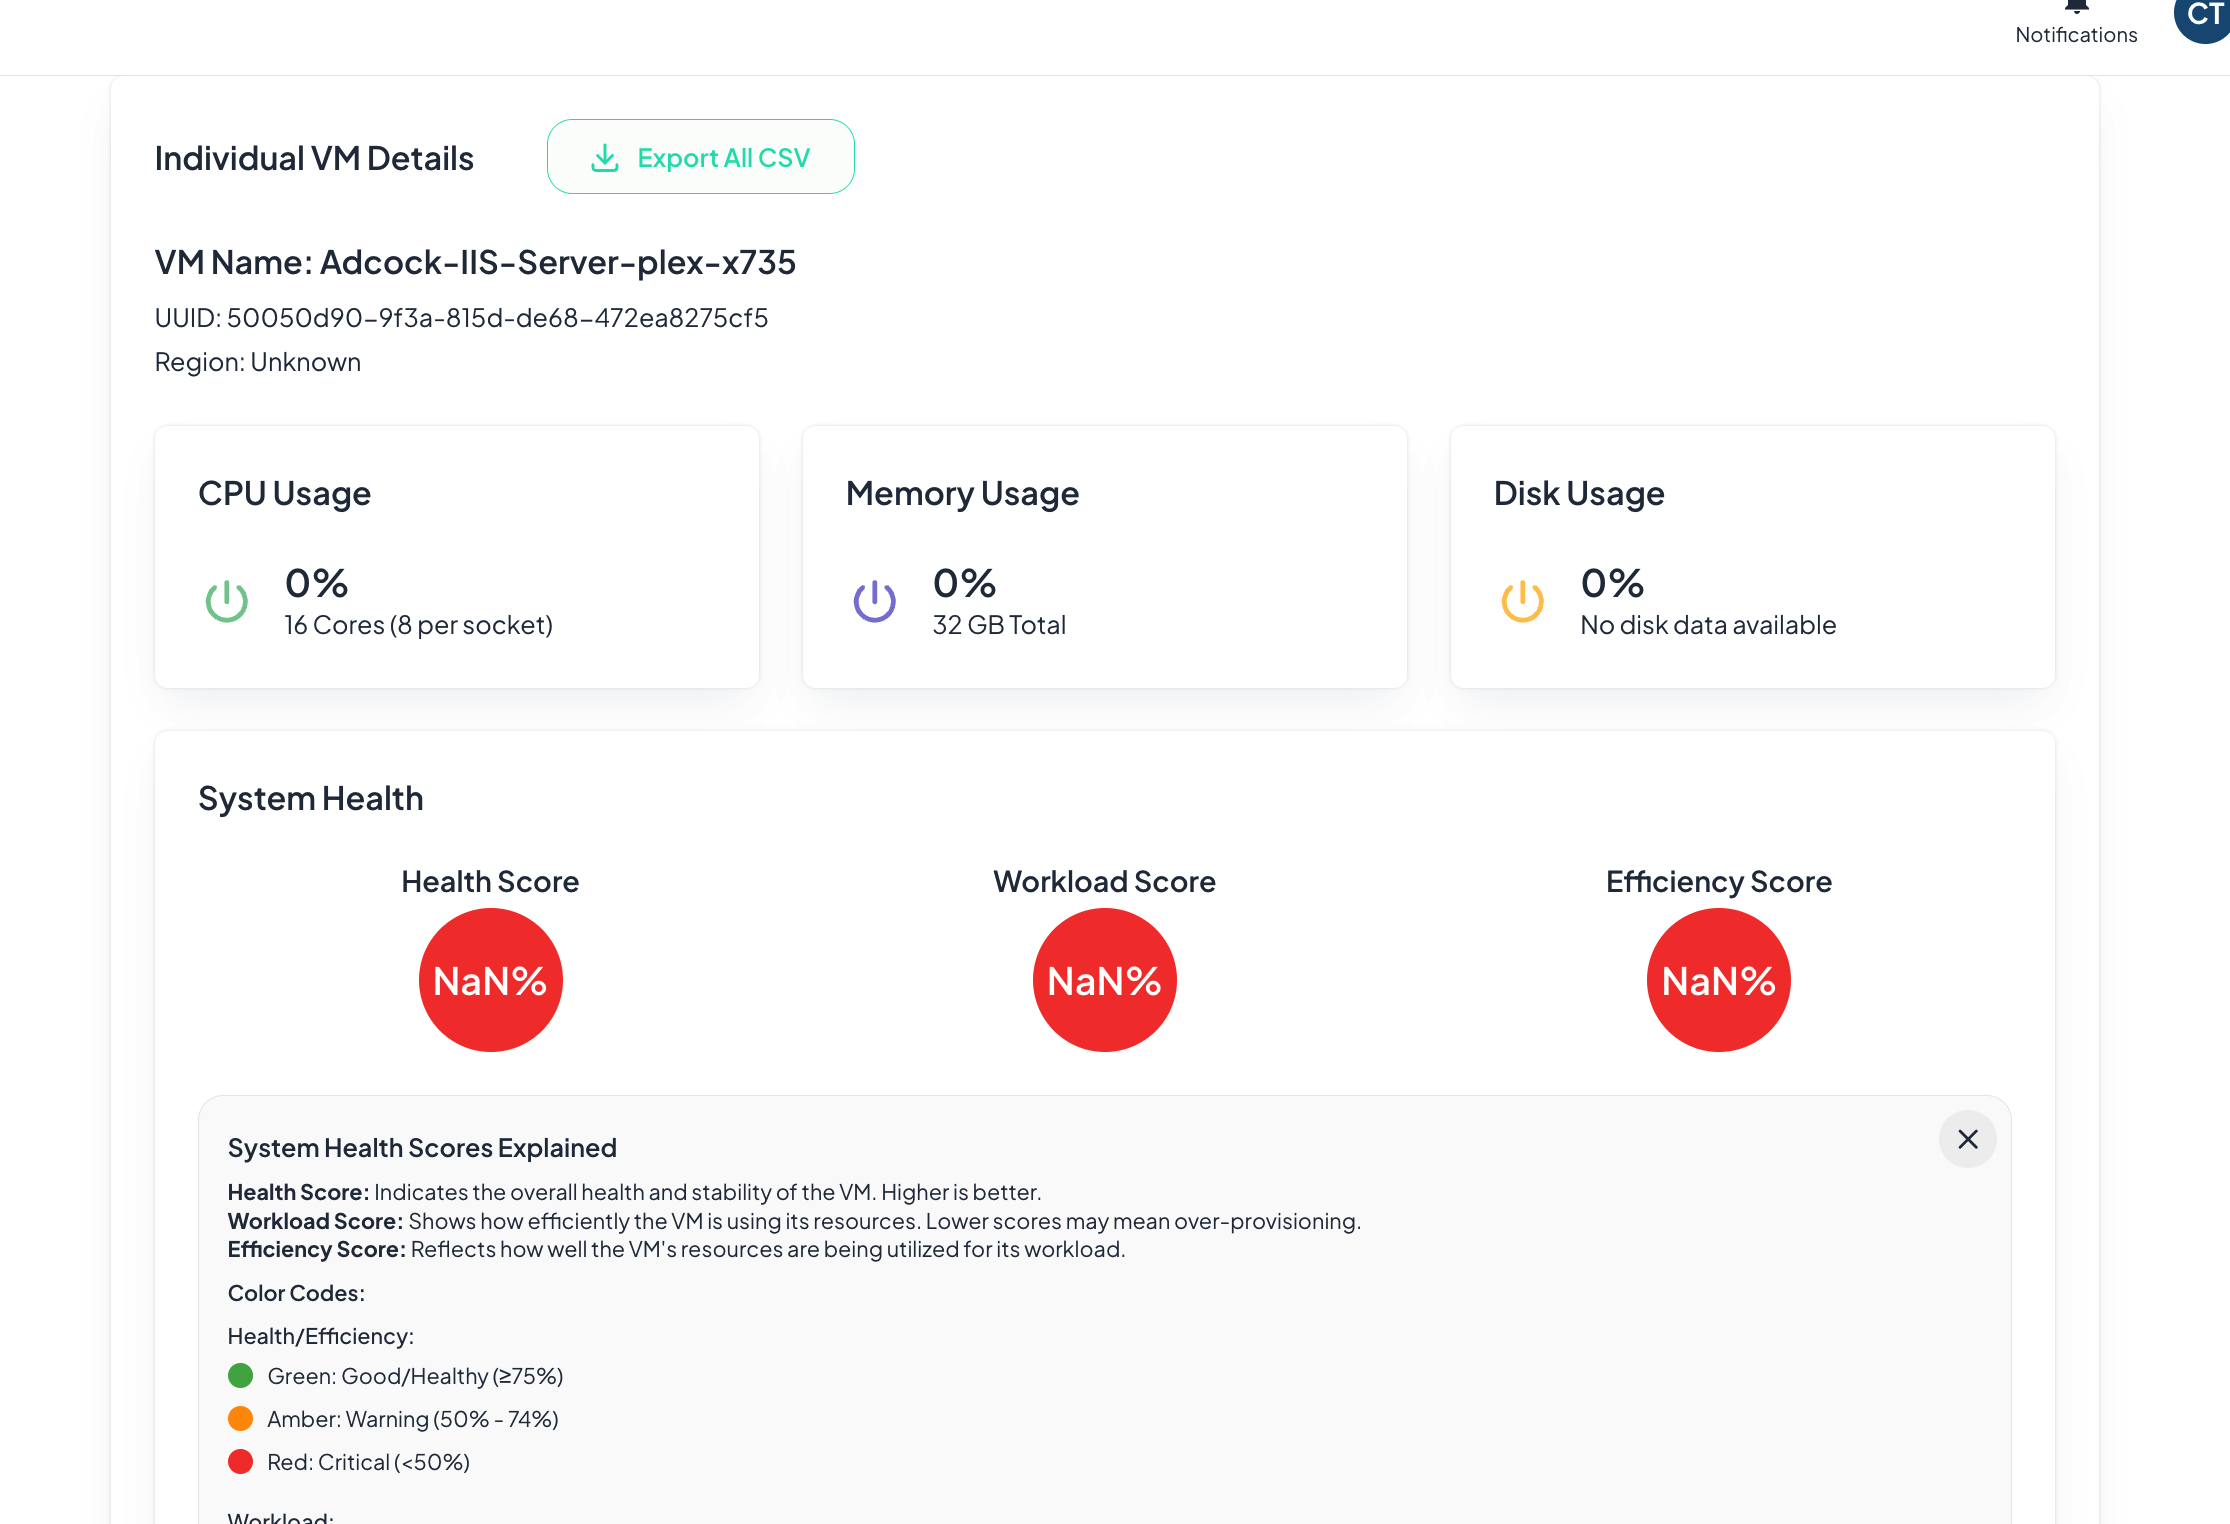 Notifications
CT
Individual VM Details
Export All CSV
VM Name: Adcock-IIS-Server-plex-x735
UUID: 50050d90-9f3a-815d-de68-472ea8275cf5
Region: Unknown
CPU Usage
0%
16 Cores (8 per socket)
Memory Usage
0%
32 GB Total
Disk Usage
0%
No disk data available
System Health
Health Score
NaN%
Workload Score
NaN%
Efficiency Score
NaN%
System Health Scores Explained
Health Score: Indicates the overall health and stability of the VM. Higher is better.
Workload Score: Shows how efficiently the VM is using its resources. Lower scores may mean over-provisioning.
Efficiency Score: Reflects how well the VM's resources are being utilized for its workload.
Color Codes:
Health/Efficiency:
Green: Good/Healthy (≥75%)
Amber: Warning (50% - 74%)
Red: Critical (<50%)
Workload: